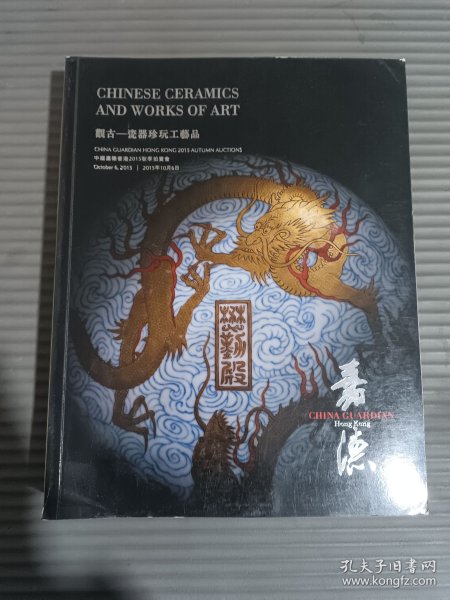 CHINESE CERAMICS
AND WORKS OF ART
觀古—瓷器珍玩工藝品
CHINA GUARDIAN HONG KONG 2015 AUTUMN AUCTIONS
中國嘉德香港2015秋季拍賣會
October 6, 2015 | 2015年10月6日
懋勤殿
嘉德
CHINA GUARDIAN
Hong Kong
孔夫子旧书网
www.kongfz.com